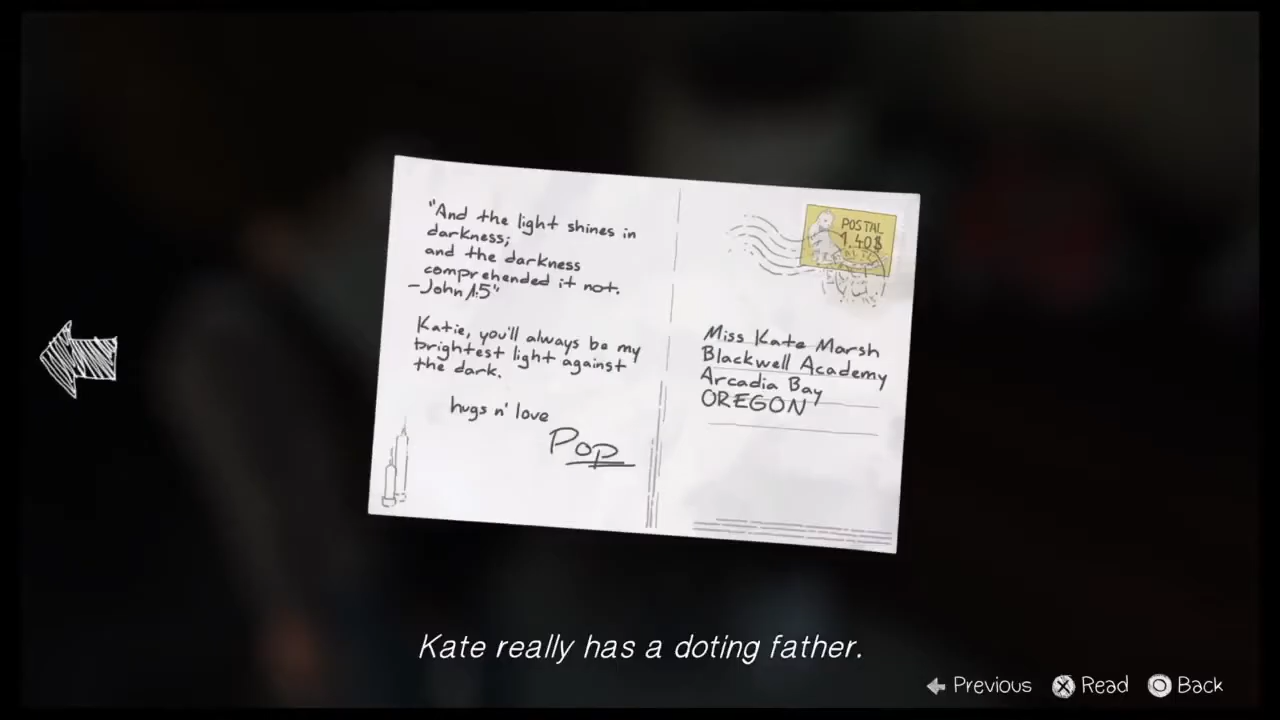 "And the light shines in
darkness;
and the darkness
comprehended it not.
-John 1:5"
Katie, you'll always be my
brightest light against
the dark.
hugs n' love
Pop
POSTAL
1.40$
Miss Kate Marsh
Blackwell Academy
Arcadia Bay
OREGON
Kate really has a doting father.
Previous
Read
Back